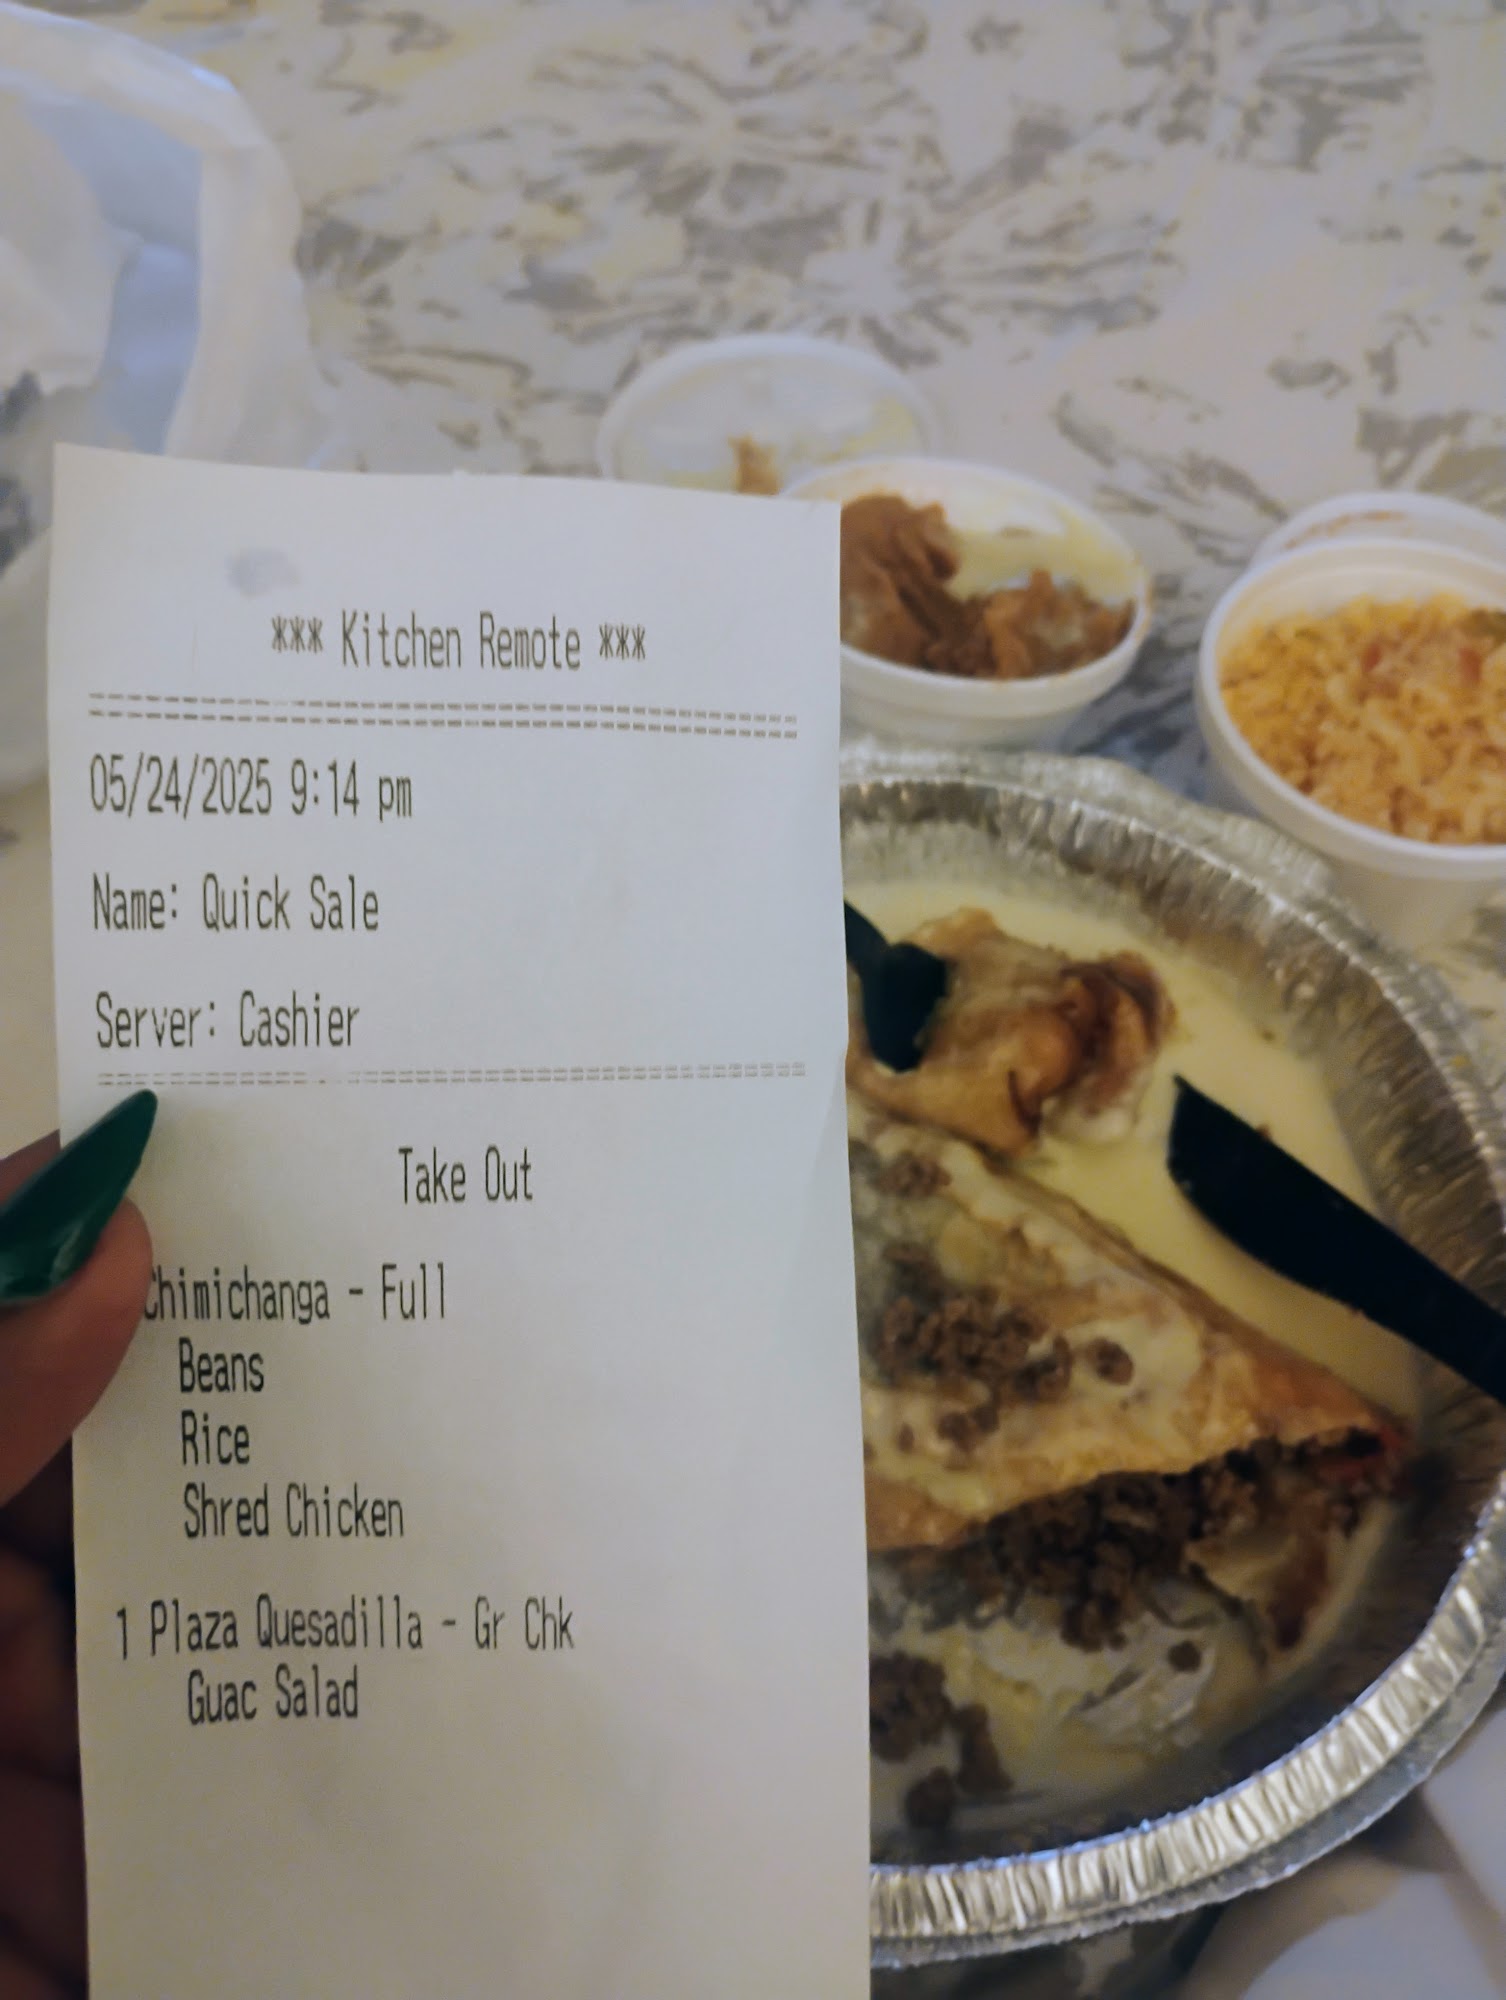 *** Kitchen Remote ***
05/24/2025 9:14 pm
Name: Quick Sale
Server: Cashier
Take Out
Chimichanga - Full
Beans
Rice
Shred Chicken
1 Plaza Quesadilla - Gr Chk
Guac Salad